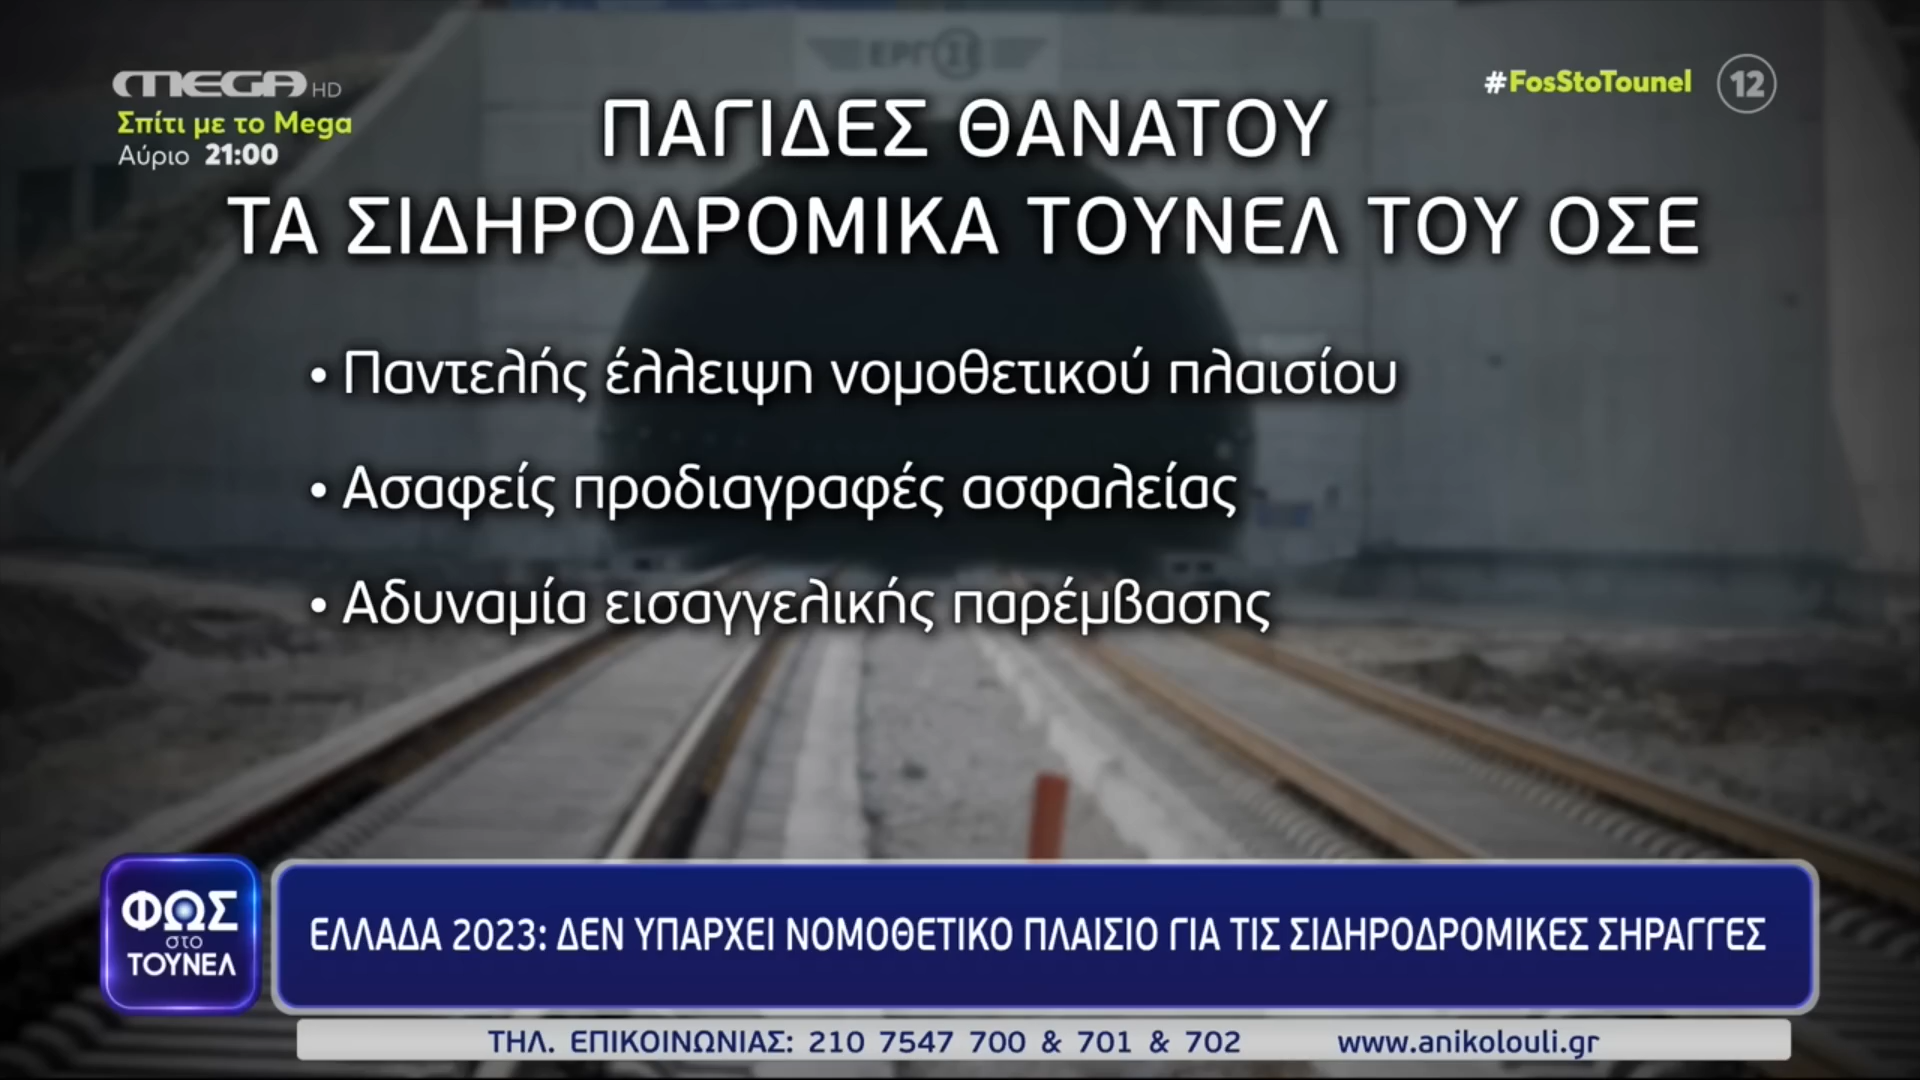 ΕΡΓΟΣΕ
MEGA HD
Σπίτι με το Mega
Αύριο 21:00
#FosStoTounel 12
ΠΑΓΙΔΕΣ ΘΑΝΑΤΟΥ
ΤΑ ΣΙΔΗΡΟΔΡΟΜΙΚΑ ΤΟΥΝΕΛ ΤΟΥ ΟΣΕ
• Παντελής έλλειψη νομοθετικού πλαισίου
• Ασαφείς προδιαγραφές ασφαλείας
• Αδυναμία εισαγγελικής παρέμβασης
ΦΩΣ
στο
ΤΟΥΝΕΛ
ΕΛΛΑΔΑ 2023: ΔΕΝ ΥΠΑΡΧΕΙ ΝΟΜΟΘΕΤΙΚΟ ΠΛΑΙΣΙΟ ΓΙΑ ΤΙΣ ΣΙΔΗΡΟΔΡΟΜΙΚΕΣ ΣΗΡΑΓΓΕΣ
ΤΗΛ. ΕΠΙΚΟΙΝΩΝΙΑΣ: 210 7547 700 & 701 & 702 www.anikolouli.gr